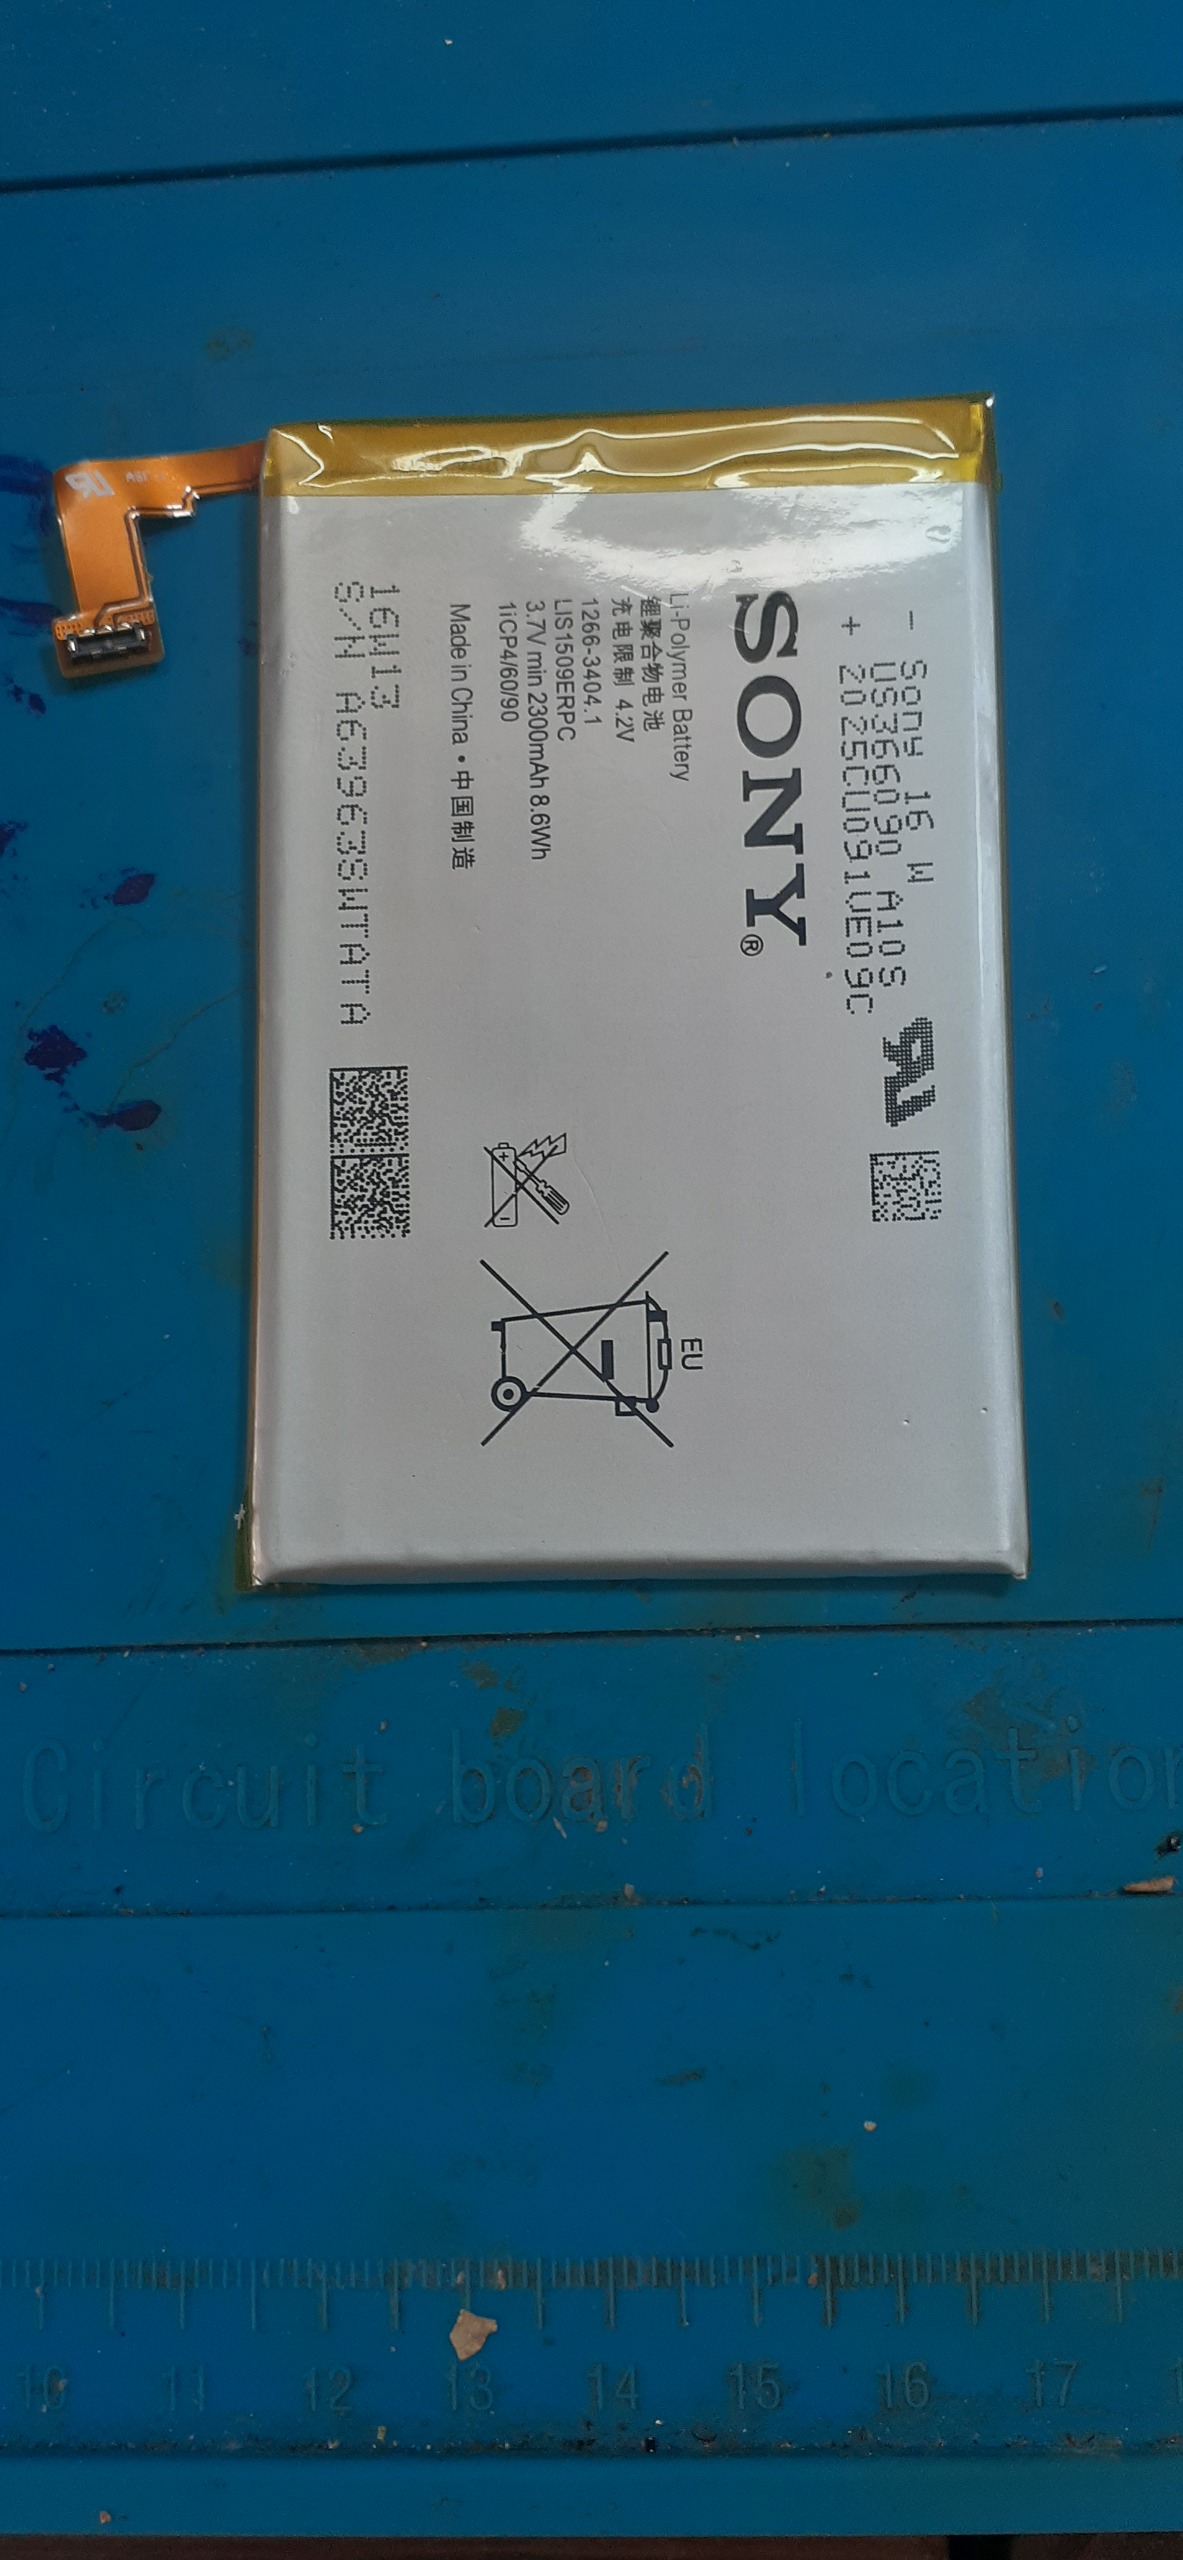 - Sony 16 W
US366090 A10S
+ 2025CU091UE09C
SONY®
Li-Polymer Battery
锂聚合物电池
充电限制 4.2V
1266-3404.1
LIS1509ERPC
3.7V min 2300mAh 8.6Wh
1iCP4/60/90
Made in China • 中国制造
16W13
S/N A63963SWTATA
EU
Circuit board location
10 11 12 13 14 15 16 17